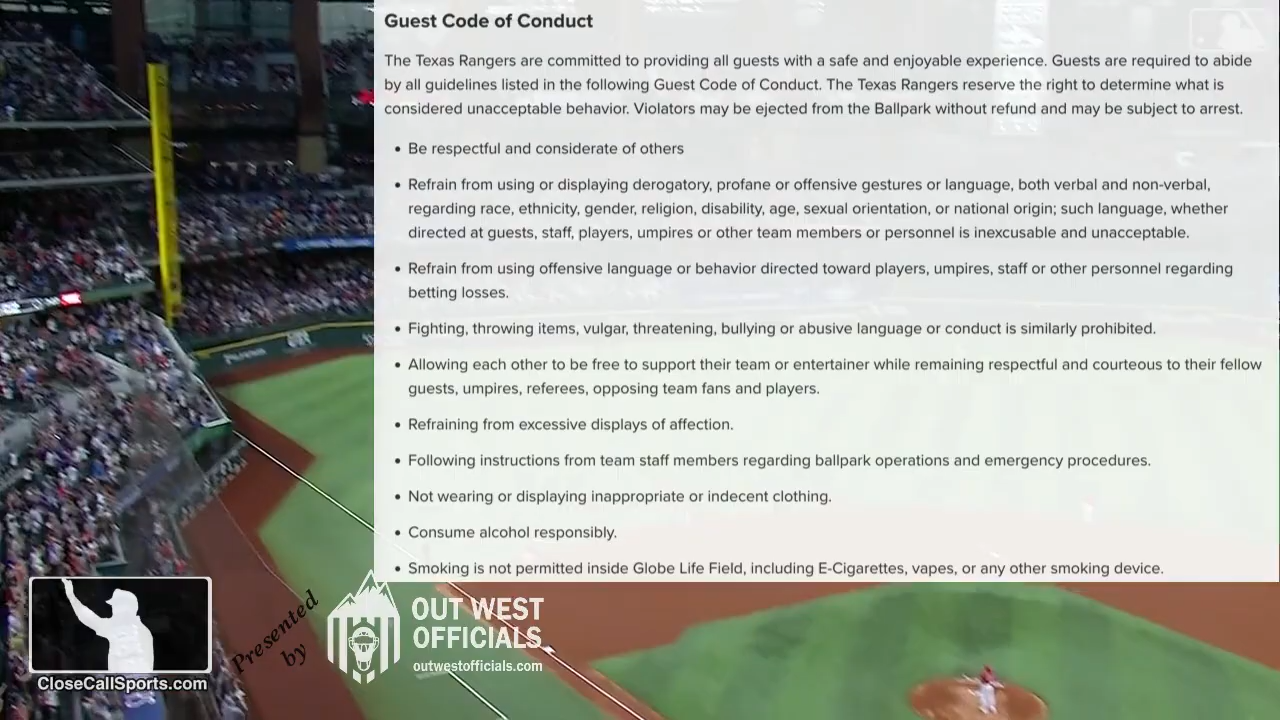 Guest Code of Conduct
The Texas Rangers are committed to providing all guests with a safe and enjoyable experience. Guests are required to abide
by all guidelines listed in the following Guest Code of Conduct. The Texas Rangers reserve the right to determine what is
considered unacceptable behavior. Violators may be ejected from the Ballpark without refund and may be subject to arrest.
• Be respectful and considerate of others
• Refrain from using or displaying derogatory, profane or offensive gestures or language, both verbal and non-verbal,
regarding race, ethnicity, gender, religion, disability, age, sexual orientation, or national origin; such language, whether
directed at guests, staff, players, umpires or other team members or personnel is inexcusable and unacceptable.
• Refrain from using offensive language or behavior directed toward players, umpires, staff or other personnel regarding
betting losses.
• Fighting, throwing items, vulgar, threatening, bullying or abusive language or conduct is similarly prohibited.
• Allowing each other to be free to support their team or entertainer while remaining respectful and courteous to their fellow
guests, umpires, referees, opposing team fans and players.
• Refraining from excessive displays of affection.
• Following instructions from team staff members regarding ballpark operations and emergency procedures.
• Not wearing or displaying inappropriate or indecent clothing.
• Consume alcohol responsibly.
• Smoking is not permitted inside Globe Life Field, including E-Cigarettes, vapes, or any other smoking device.
CloseCallSports.com
Presented
by
OUT WEST
OFFICIALS
outwestofficials.com